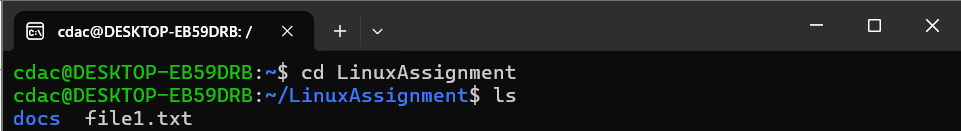 cdac@DESKTOP-EB59DRB: /
cdac@DESKTOP-EB59DRB:~$ cd LinuxAssignment
cdac@DESKTOP-EB59DRB:~/LinuxAssignment$ ls
docs  file1.txt